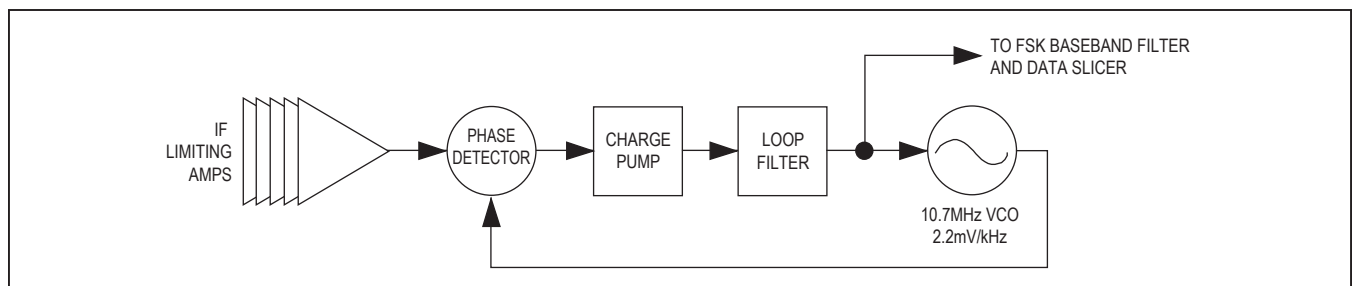 TO FSK BASEBAND FILTER
AND DATA SLICER
IF
LIMITING
AMPS
PHASE
DETECTOR
CHARGE
PUMP
LOOP
FILTER
10.7MHz VCO
2.2mV/kHz